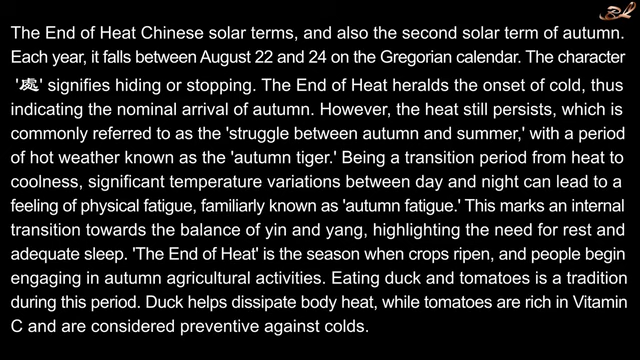 The End of Heat Chinese solar terms, and also the second solar term of autumn.
Each year, it falls between August 22 and 24 on the Gregorian calendar. The character
'處' signifies hiding or stopping. The End of Heat heralds the onset of cold, thus
indicating the nominal arrival of autumn. However, the heat still persists, which is
commonly referred to as the 'struggle between autumn and summer,' with a period
of hot weather known as the 'autumn tiger.' Being a transition period from heat to
coolness, significant temperature variations between day and night can lead to a
feeling of physical fatigue, familiarly known as 'autumn fatigue.' This marks an internal
transition towards the balance of yin and yang, highlighting the need for rest and
adequate sleep. 'The End of Heat' is the season when crops ripen, and people begin
engaging in autumn agricultural activities. Eating duck and tomatoes is a tradition
during this period. Duck helps dissipate body heat, while tomatoes are rich in Vitamin
C and are considered preventive against colds.